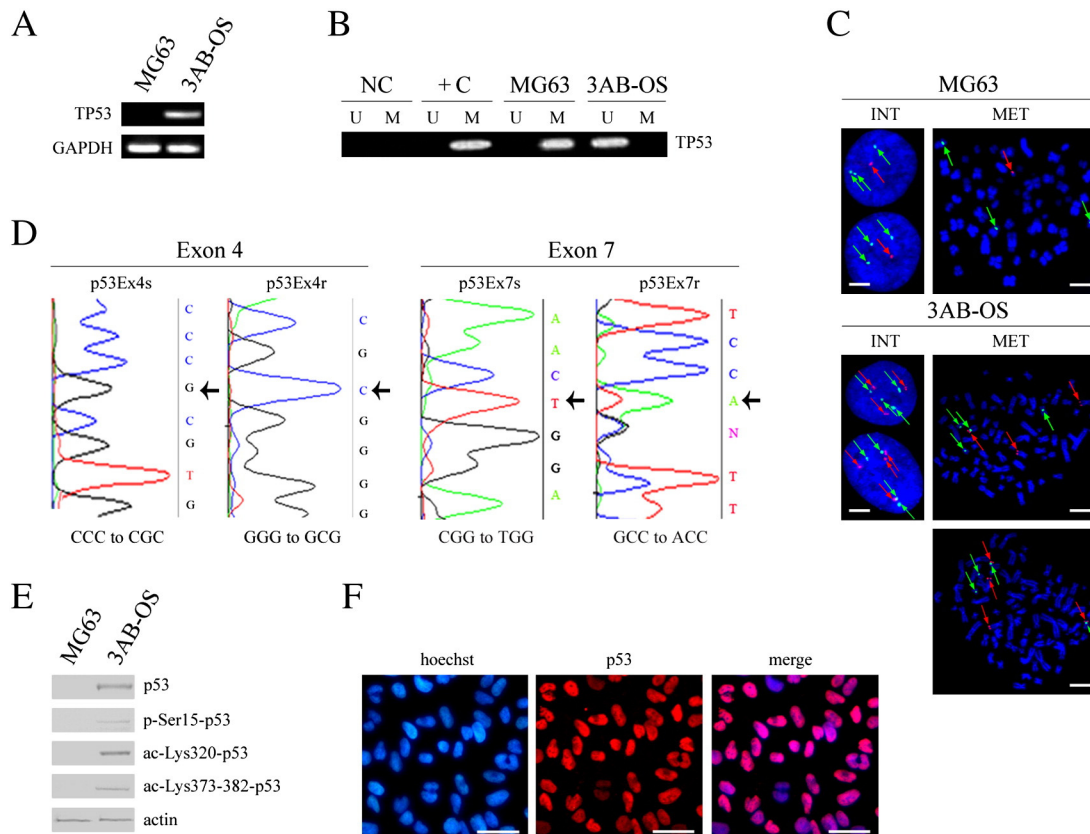 A
MG63
3AB-OS
TP53
GAPDH
B
NC
+ C
MG63
3AB-OS
U M U M U M U M
TP53
C
MG63
INT MET
3AB-OS
INT MET
D
Exon 4
Exon 7
p53Ex4s
p53Ex4r
p53Ex7s
p53Ex7r
C
C
C
G
C
G
T
G
C
G
C
G
G
G
G
A
A
C
T
G
G
A
T
C
C
A
N
T
T
CCC to CGC
GGG to GCG
CGG to TGG
GCC to ACC
E
MG63
3AB-OS
p53
p-Ser15-p53
ac-Lys320-p53
ac-Lys373-382-p53
actin
F
hoechst
p53
merge